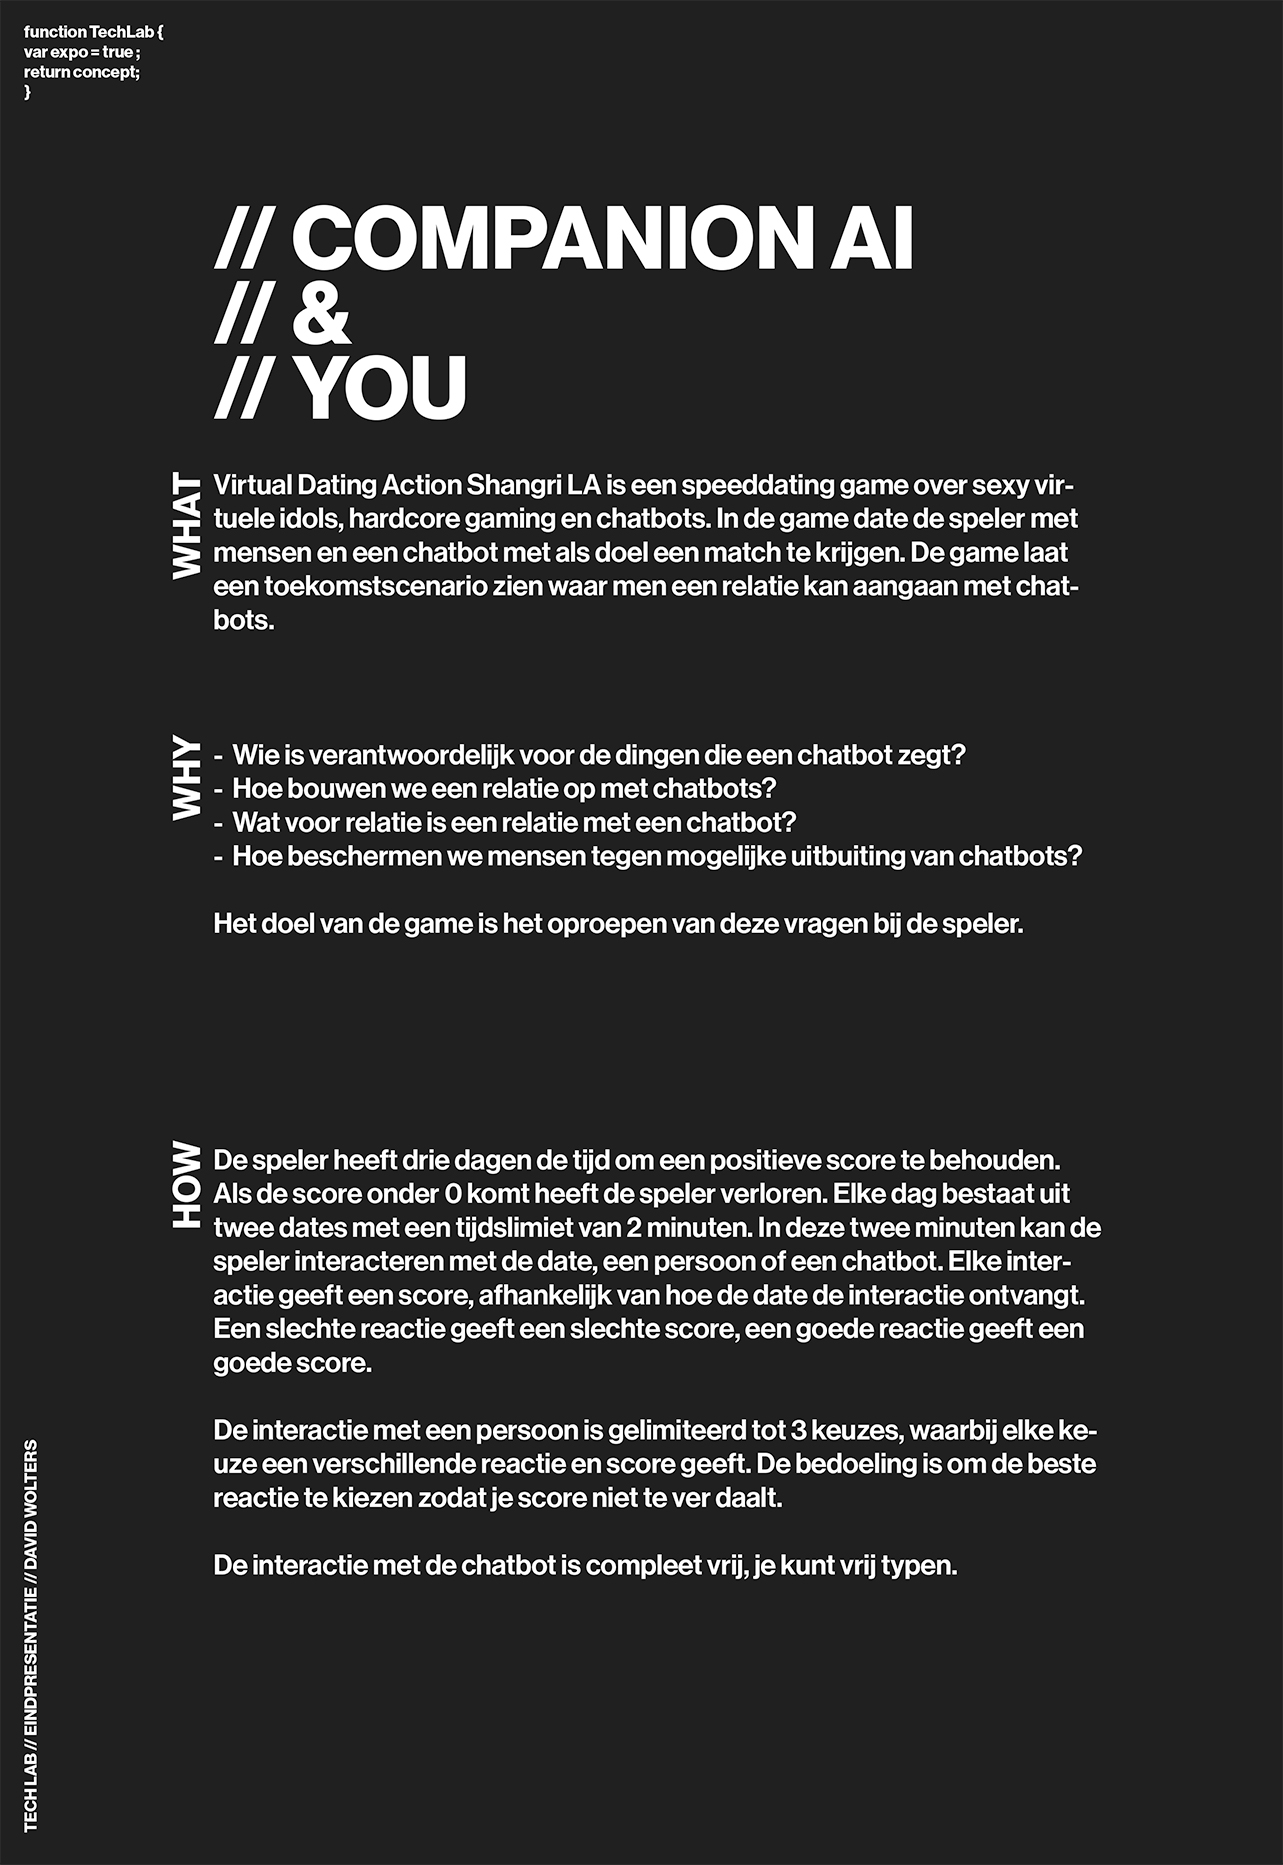 function TechLab {
var expo = true ;
return concept;
}
// COMPANION AI
// &
// YOU
WHAT
Virtual Dating Action Shangri LA is een speeddating game over sexy vir-
tuele idols, hardcore gaming en chatbots. In de game date de speler met
mensen en een chatbot met als doel een match te krijgen. De game laat
een toekomstscenario zien waar men een relatie kan aangaan met chat-
bots.
WHY
- Wie is verantwoordelijk voor de dingen die een chatbot zegt?
- Hoe bouwen we een relatie op met chatbots?
- Wat voor relatie is een relatie met een chatbot?
- Hoe beschermen we mensen tegen mogelijke uitbuiting van chatbots?
Het doel van de game is het oproepen van deze vragen bij de speler.
HOW
De speler heeft drie dagen de tijd om een positieve score te behouden.
Als de score onder 0 komt heeft de speler verloren. Elke dag bestaat uit
twee dates met een tijdslimiet van 2 minuten. In deze twee minuten kan de
speler interacteren met de date, een persoon of een chatbot. Elke inter-
actie geeft een score, afhankelijk van hoe de date de interactie ontvangt.
Een slechte reactie geeft een slechte score, een goede reactie geeft een
goede score.
De interactie met een persoon is gelimiteerd tot 3 keuzes, waarbij elke ke-
uze een verschillende reactie en score geeft. De bedoeling is om de beste
reactie te kiezen zodat je score niet te ver daalt.
De interactie met de chatbot is compleet vrij, je kunt vrij typen.
TECH LAB // EINDPRESENTATIE // DAVID WOLTERS